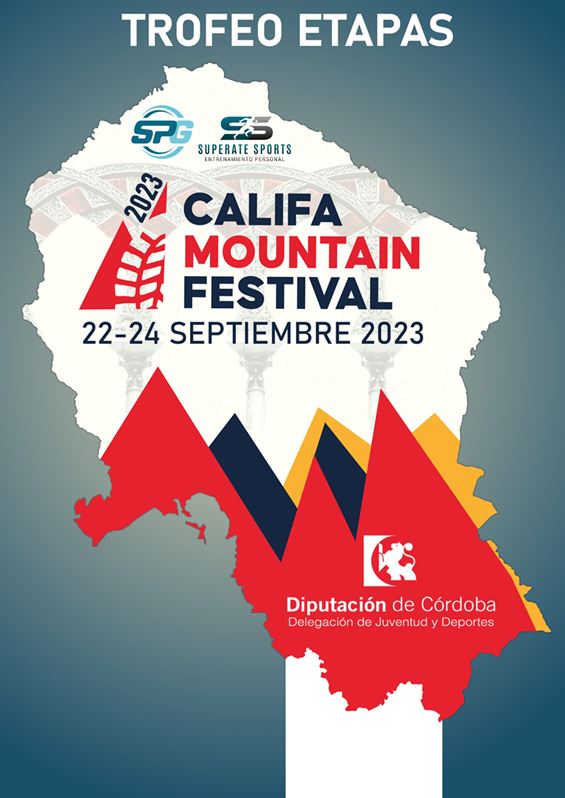 TROFEO ETAPAS
SPG
SUPERATE SPORTS
ENTRENAMIENTO PERSONAL
2023
CALIFA
MOUNTAIN
FESTIVAL
22-24 SEPTIEMBRE 2023
Diputación de Córdoba
Delegación de Juventud y Deportes